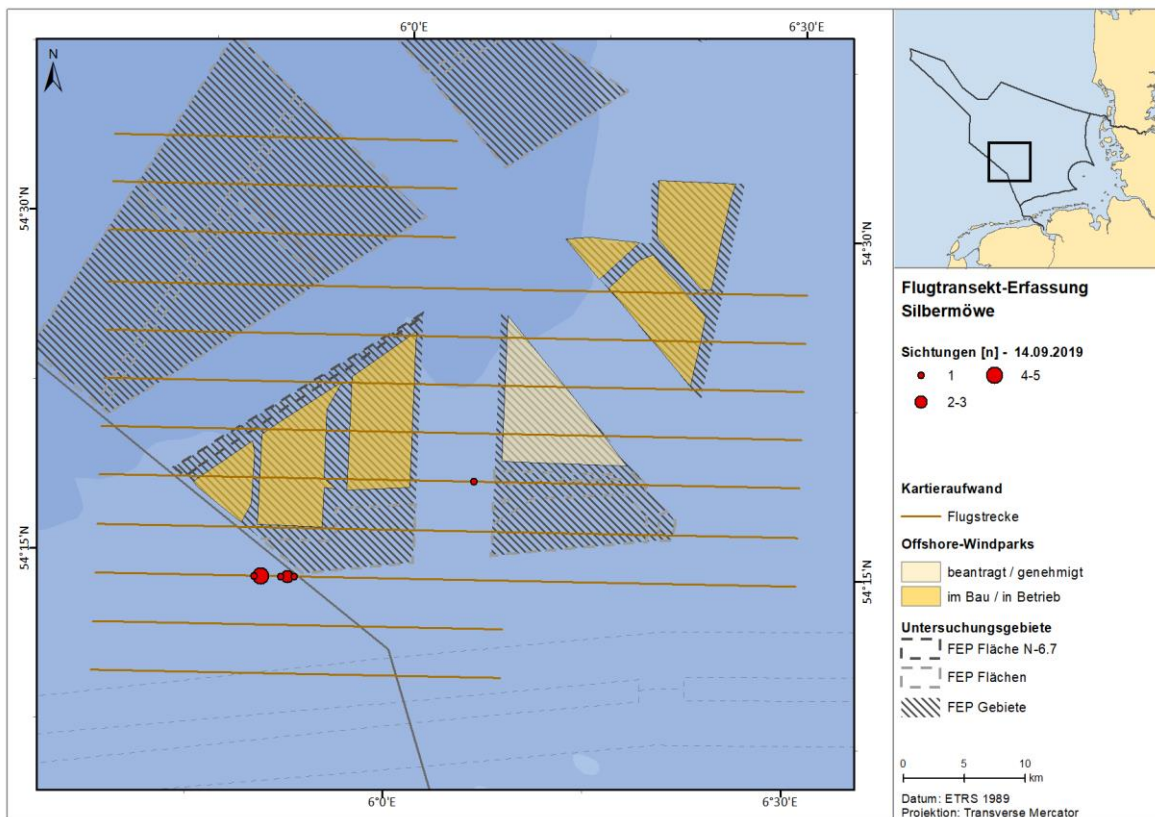 6°0'E
6°30'E
N
54°30'N
54°30'N
54°15'N
54°15'N
6°0'E
6°30'E
Flugtransekt-Erfassung
Silbermöwe
Sichtungen [n] - 14.09.2019
1
4-5
2-3
Kartieraufwand
Flugstrecke
Offshore-Windparks
beantragt / genehmigt
im Bau / in Betrieb
Untersuchungsgebiete
FEP Fläche N-6.7
FEP Flächen
FEP Gebiete
0 5 10
km
Datum: ETRS 1989
Projektion: Transverse Mercator